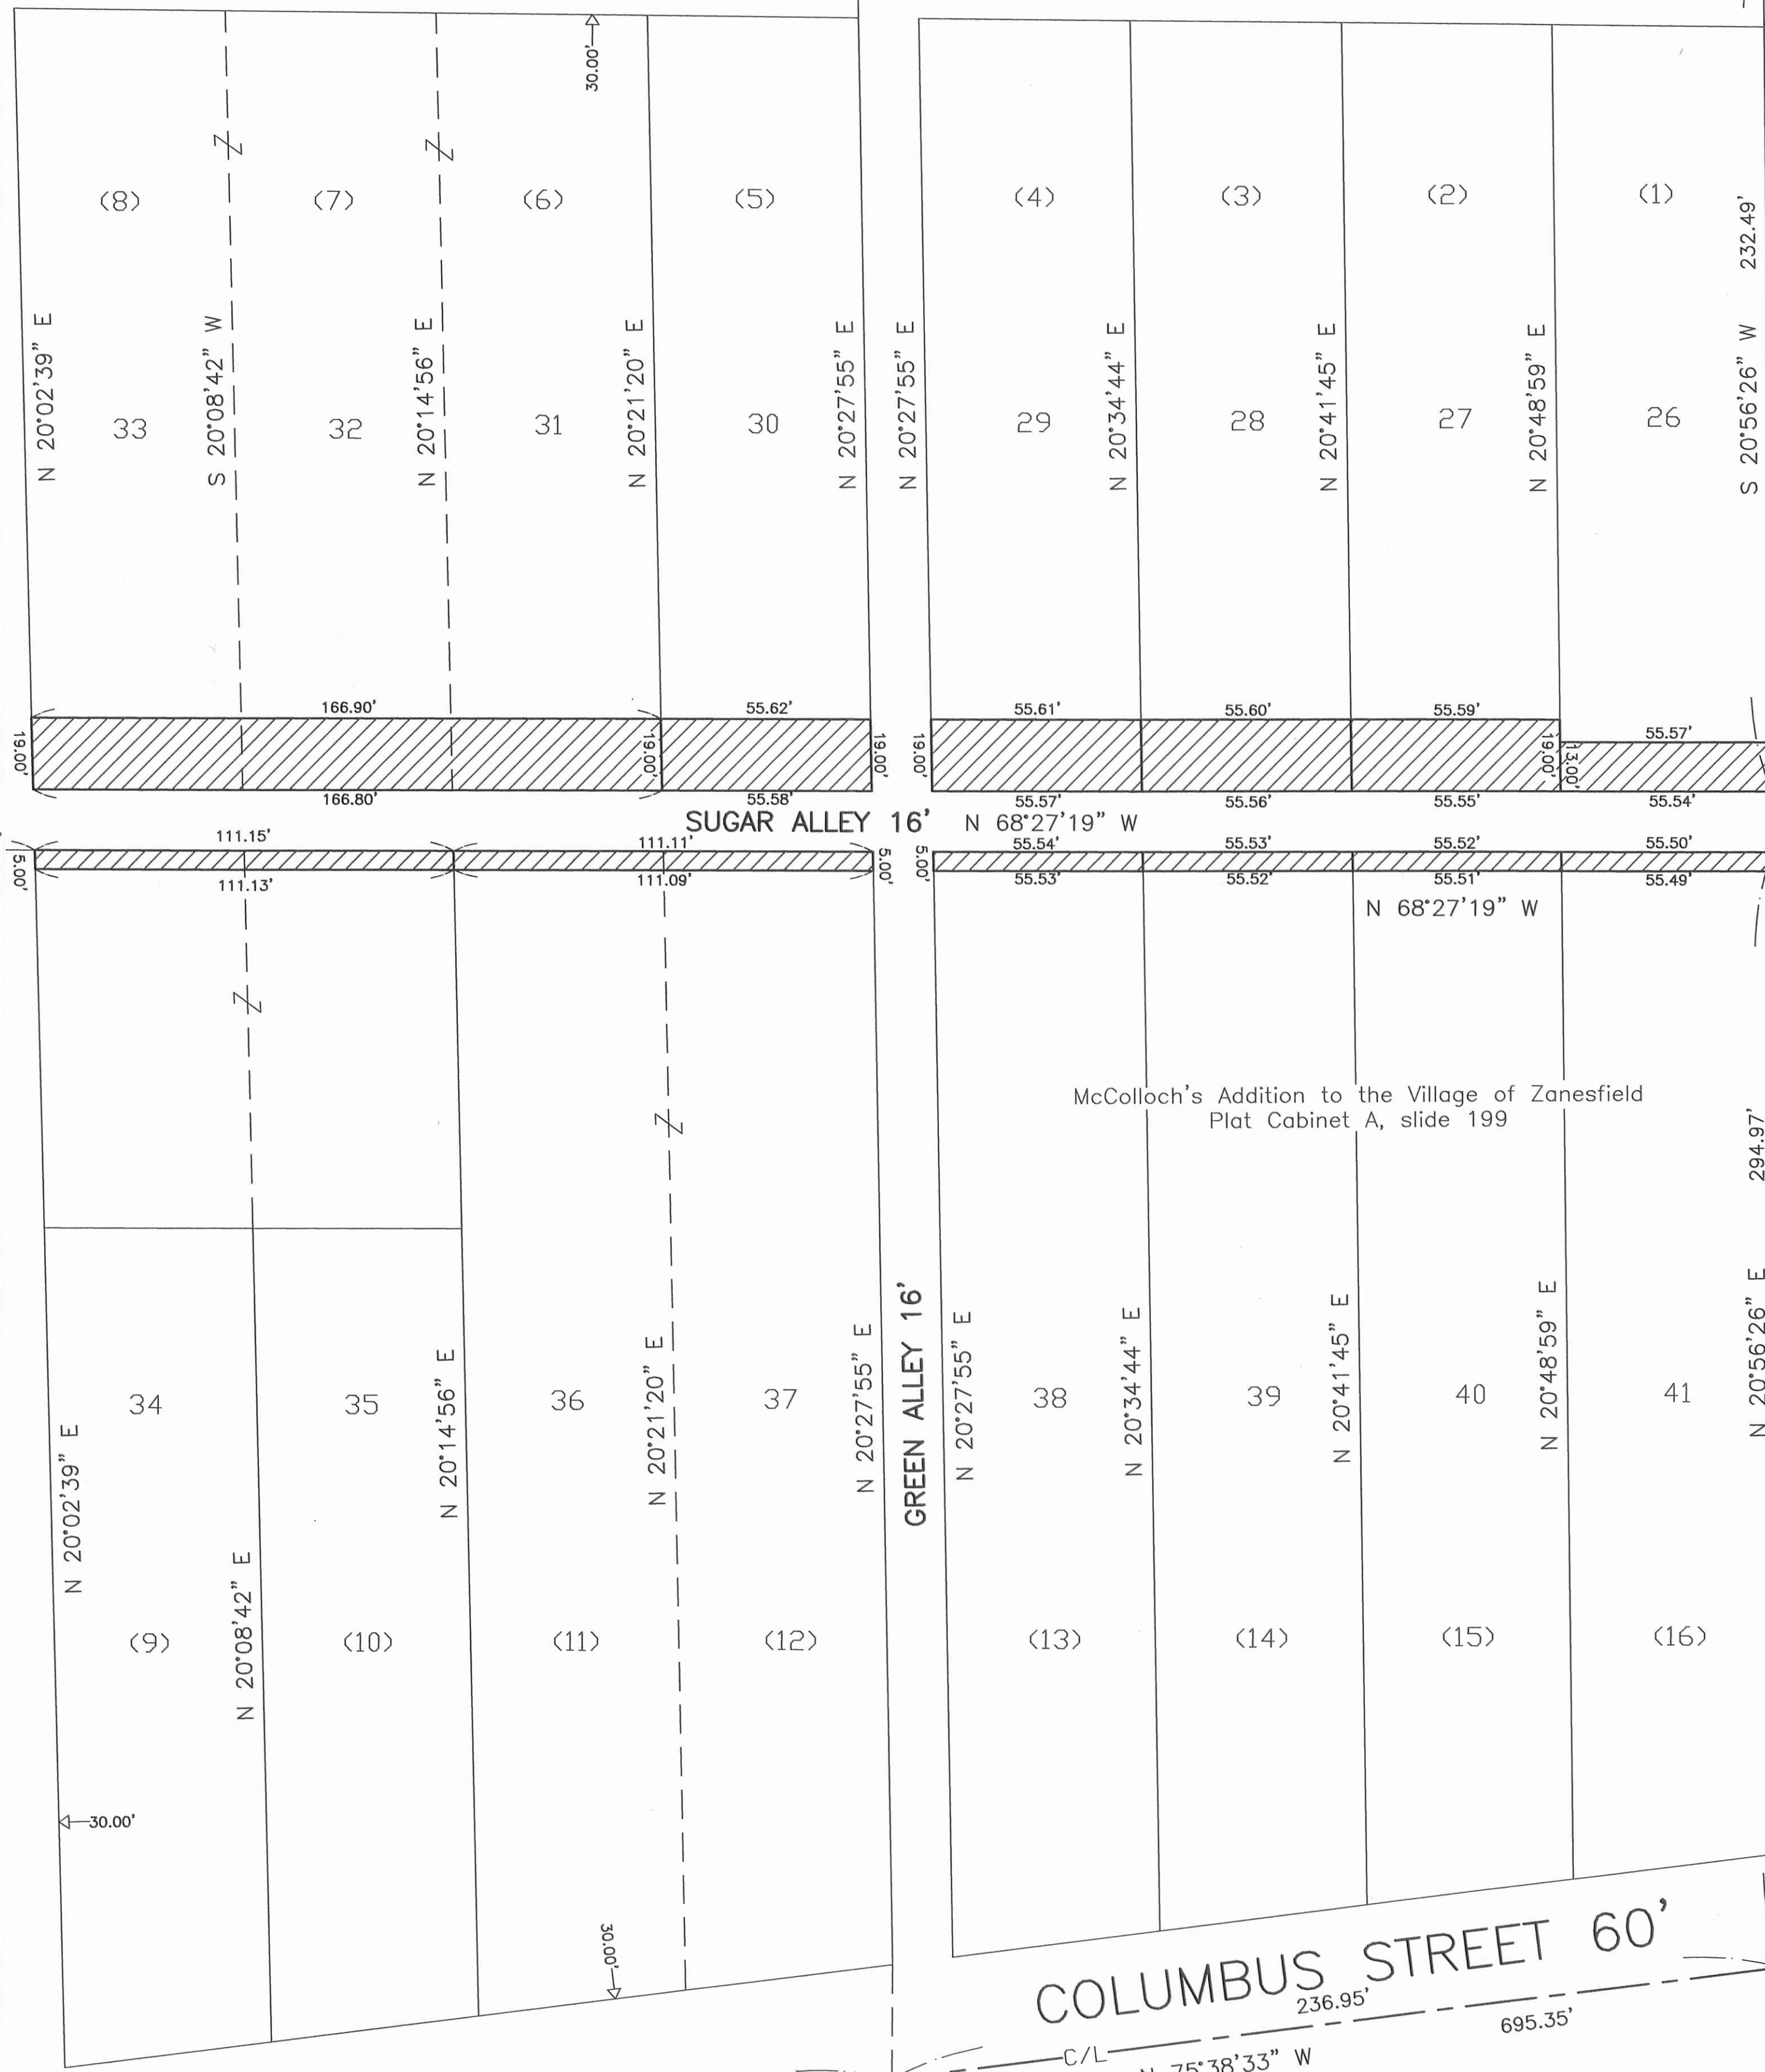 30.00'
(8) (7) (6) (5) (4) (3) (2) (1)
N 20°02'39" E
S 20°08'42" W
N 20°14'56" E
N 20°21'20" E
N 20°27'55" E
N 20°27'55" E
N 20°34'44" E
N 20°41'45" E
N 20°48'59" E
S 20°56'26" W 232.49'
33 32 31 30 29 28 27 26
166.90' 55.62' 55.61' 55.60' 55.59' 55.57'
19.00' 19.00' 19.00' 19.00' 19.00' 13.00'
166.80' 55.58' 55.57' 55.56' 55.55' 55.54'
SUGAR ALLEY 16' N 68°27'19" W
111.15' 111.11' 55.54' 55.53' 55.52' 55.50'
5.00' 5.00' 5.00'
111.13' 111.09' 55.53' 55.52' 55.51' 55.49'
N 68°27'19" W
McColloch's Addition to the Village of Zanesfield
Plat Cabinet A, slide 199
34 35 36 37 38 39 40 41
N 20°02'39" E
N 20°08'42" E
N 20°14'56" E
N 20°21'20" E
N 20°27'55" E
GREEN ALLEY 16'
N 20°27'55" E
N 20°34'44" E
N 20°41'45" E
N 20°48'59" E
N 20°56'26" E 294.97'
(9) (10) (11) (12) (13) (14) (15) (16)
30.00'
30.00'
COLUMBUS STREET 60'
236.95'
695.35'
C/L
N 75°38'33" W